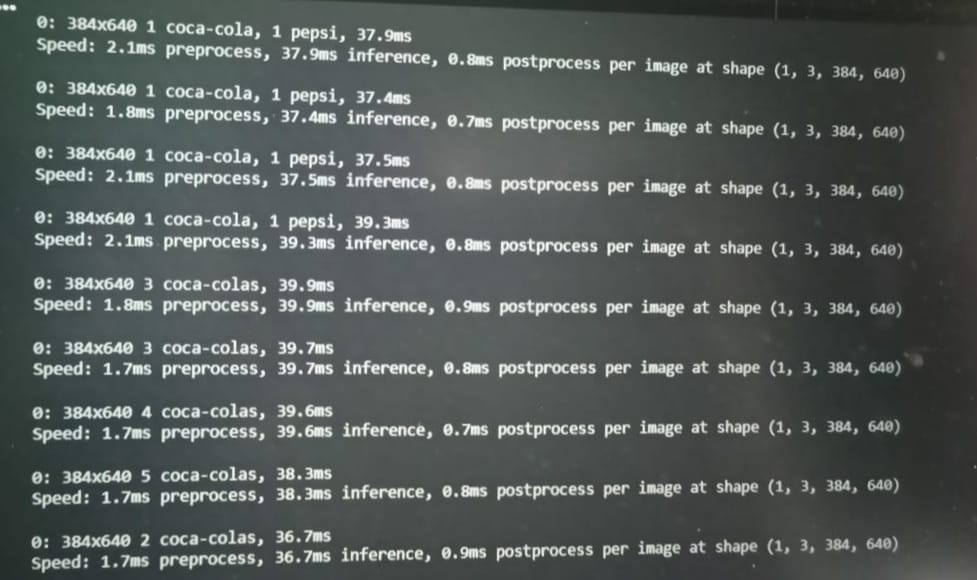 0: 384x640 1 coca-cola, 1 pepsi, 37.9ms
Speed: 2.1ms preprocess, 37.9ms inference, 0.8ms postprocess per image at shape (1, 3, 384, 640)
0: 384x640 1 coca-cola, 1 pepsi, 37.4ms
Speed: 1.8ms preprocess, 37.4ms inference, 0.7ms postprocess per image at shape (1, 3, 384, 640)
0: 384x640 1 coca-cola, 1 pepsi, 37.5ms
Speed: 2.1ms preprocess, 37.5ms inference, 0.8ms postprocess per image at shape (1, 3, 384, 640)
0: 384x640 1 coca-cola, 1 pepsi, 39.3ms
Speed: 2.1ms preprocess, 39.3ms inference, 0.8ms postprocess per image at shape (1, 3, 384, 640)
0: 384x640 3 coca-colas, 39.9ms
Speed: 1.8ms preprocess, 39.9ms inference, 0.9ms postprocess per image at shape (1, 3, 384, 640)
0: 384x640 3 coca-colas, 39.7ms
Speed: 1.7ms preprocess, 39.7ms inference, 0.8ms postprocess per image at shape (1, 3, 384, 640)
0: 384x640 4 coca-colas, 39.6ms
Speed: 1.7ms preprocess, 39.6ms inference, 0.7ms postprocess per image at shape (1, 3, 384, 640)
0: 384x640 5 coca-colas, 38.3ms
Speed: 1.7ms preprocess, 38.3ms inference, 0.8ms postprocess per image at shape (1, 3, 384, 640)
0: 384x640 2 coca-colas, 36.7ms
Speed: 1.7ms preprocess, 36.7ms inference, 0.9ms postprocess per image at shape (1, 3, 384, 640)